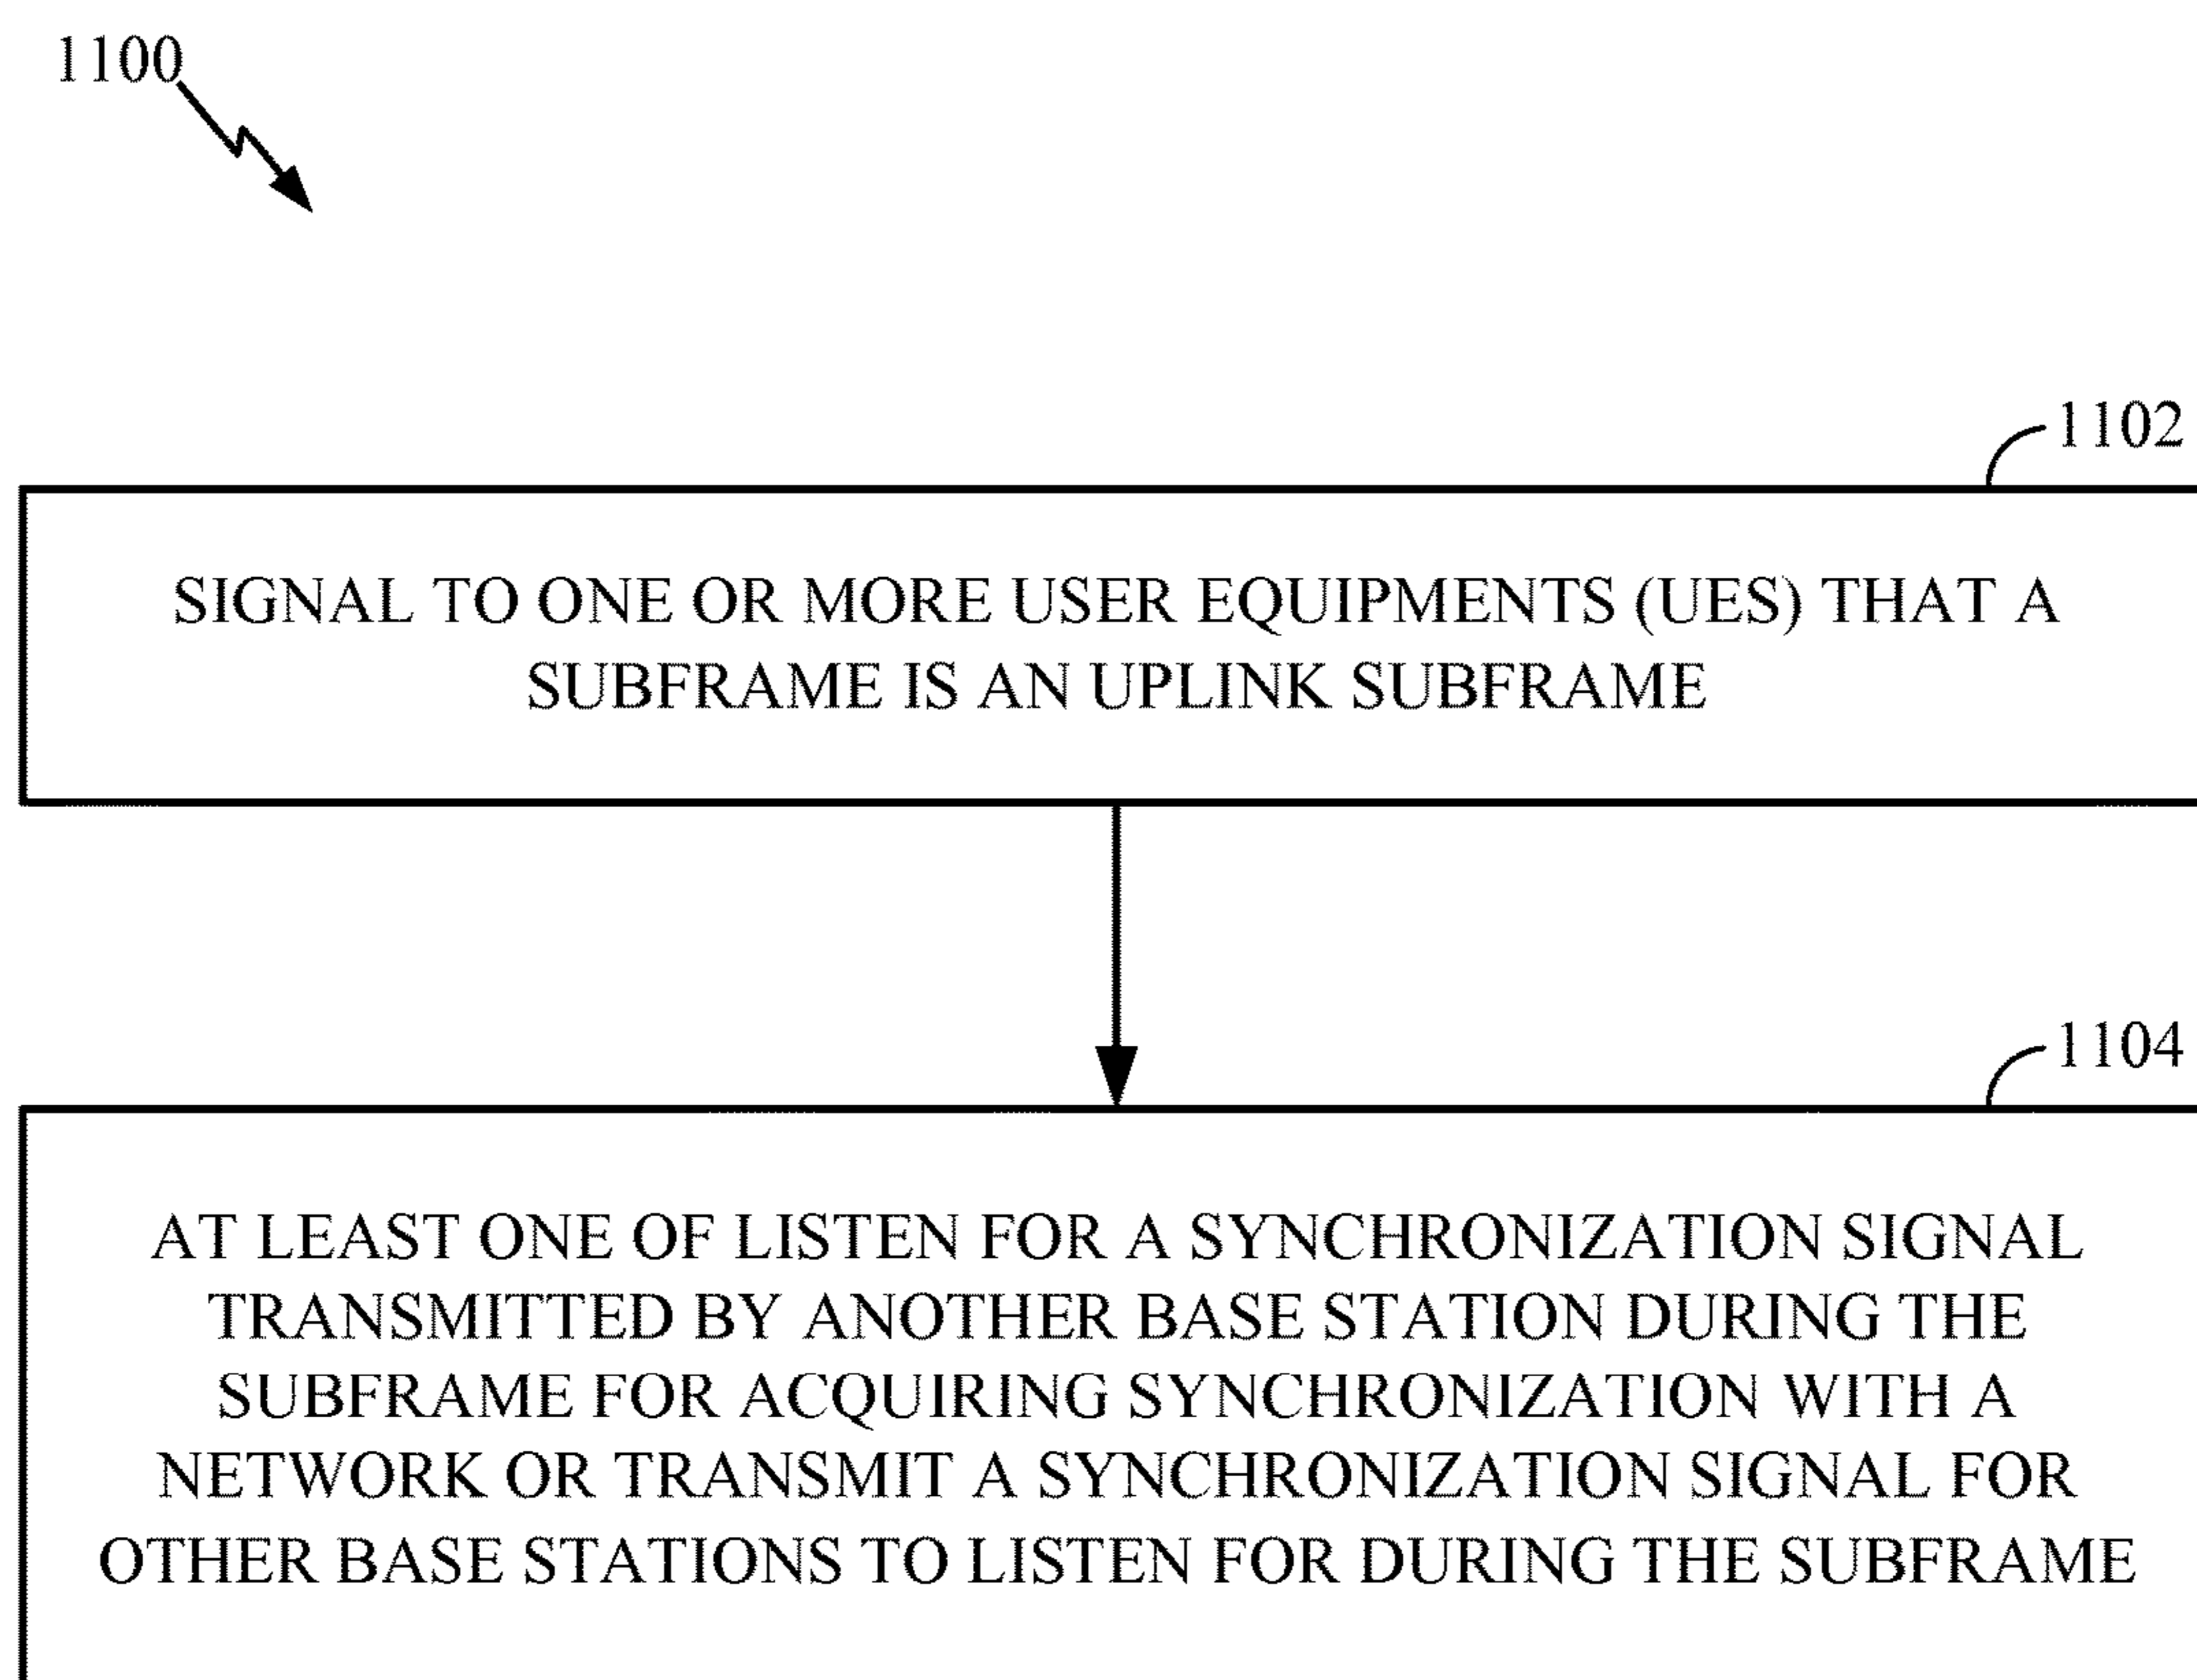 1100
1102
SIGNAL TO ONE OR MORE USER EQUIPMENTS (UES) THAT A
SUBFRAME IS AN UPLINK SUBFRAME
1104
AT LEAST ONE OF LISTEN FOR A SYNCHRONIZATION SIGNAL
TRANSMITTED BY ANOTHER BASE STATION DURING THE
SUBFRAME FOR ACQUIRING SYNCHRONIZATION WITH A
NETWORK OR TRANSMIT A SYNCHRONIZATION SIGNAL FOR
OTHER BASE STATIONS TO LISTEN FOR DURING THE SUBFRAME